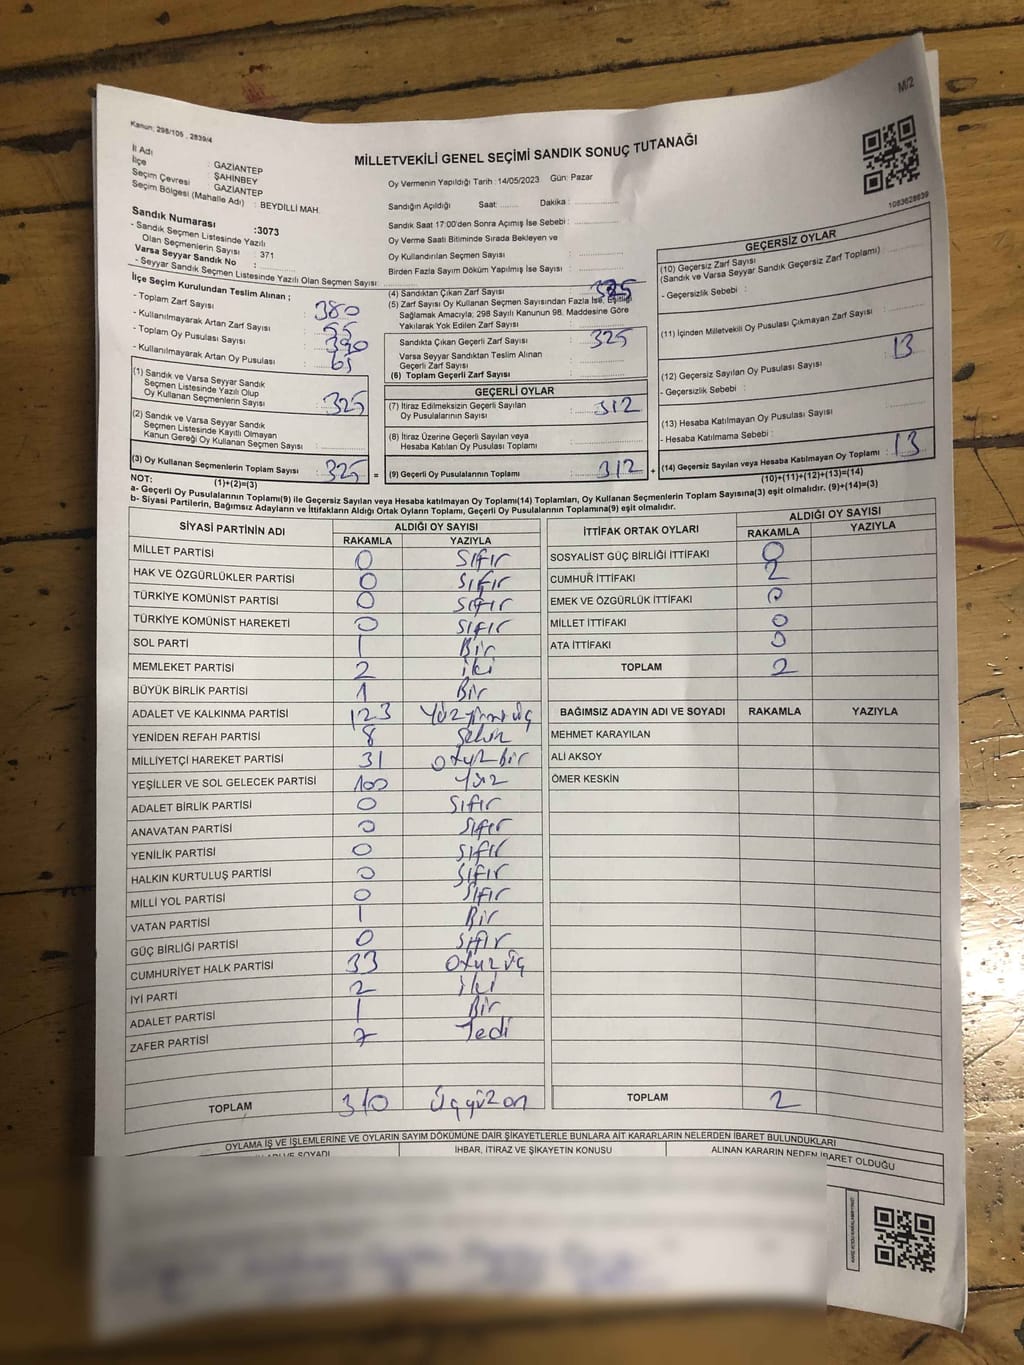 M/2
Kanun: 298/105 , 2839/4
MİLLETVEKİLİ GENEL SEÇİMİ SANDIK SONUÇ TUTANAĞI
İl Adı : GAZİANTEP
İlçe : ŞAHİNBEY
Seçim Çevresi : GAZİANTEP
Seçim Bölgesi (Mahalle Adı) : BEYDİLLİ MAH.
Sandık Numarası :3073
- Sandık Seçmen Listesinde Yazılı
Olan Seçmenlerin Sayısı : 371
Varsa Seyyar Sandık No :
- Seyyar Sandık Seçmen Listesinde Yazılı Olan Seçmen Sayısı :
Oy Vermenin Yapıldığı Tarih : 14/05/2023 Gün: Pazar
Sandığın Açıldığı Saat : Dakika :
Sandık Saat 17:00'den Sonra Açılmış İse Sebebi :
Oy Verme Saati Bitiminde Sırada Bekleyen ve
Oy Kullandırılan Seçmen Sayısı :
Birden Fazla Sayım Döküm Yapılmış İse Sayısı :
1083628839
İlçe Seçim Kurulundan Teslim Alınan ;
- Toplam Zarf Sayısı : 380
- Kullanılmayarak Artan Zarf Sayısı : 55
- Toplam Oy Pusulası Sayısı : 390
- Kullanılmayarak Artan Oy Pusulası : 65
(1) Sandık ve Varsa Seyyar Sandık
Seçmen Listesinde Yazılı Olup
Oy Kullanan Seçmenlerin Sayısı : 325
(2) Sandık ve Varsa Seyyar Sandık
Seçmen Listesinde Kayıtlı Olmayan
Kanun Gereği Oy Kullanan Seçmen Sayısı :
(3) Oy Kullanan Seçmenlerin Toplam Sayısı : 325 =
(1)+(2)=(3)
(4) Sandıktan Çıkan Zarf Sayısı : 325
(5) Zarf Sayısı Oy Kullanan Seçmen Sayısından Fazla İse, Eşitliği
Sağlamak Amacıyla; 298 Sayılı Kanunun 98. Maddesine Göre
Yakılarak Yok Edilen Zarf Sayısı :
Sandıkta Çıkan Geçerli Zarf Sayısı : 325
Varsa Seyyar Sandıktan Teslim Alınan
Geçerli Zarf Sayısı :
(6) Toplam Geçerli Zarf Sayısı :
GEÇERLİ OYLAR
(7) İtiraz Edilmeksizin Geçerli Sayılan
Oy Pusulalarının Sayısı : 312
(8) İtiraz Üzerine Geçerli Sayılan veya
Hesaba Katılan Oy Pusulası Toplamı :
(9) Geçerli Oy Pusulalarının Toplamı : 312 +
GEÇERSİZ OYLAR
(10) Geçersiz Zarf Sayısı
(Sandık ve Varsa Seyyar Sandık Geçersiz Zarf Toplamı) :
- Geçersizlik Sebebi :
(11) İçinden Milletvekili Oy Pusulası Çıkmayan Zarf Sayısı :
(12) Geçersiz Sayılan Oy Pusulası Sayısı : 13
- Geçersizlik Sebebi :
(13) Hesaba Katılmayan Oy Pusulası Sayısı
- Hesaba Katılmama Sebebi :
(14) Geçersiz Sayılan veya Hesaba Katılmayan Oy Toplamı : 13
(10)+(11)+(12)+(13)=(14)
NOT:
a- Geçerli Oy Pusulalarının Toplamı(9) ile Geçersiz Sayılan veya Hesaba katılmayan Oy Toplamı(14) Toplamları, Oy Kullanan Seçmenlerin Toplam Sayısına(3) eşit olmalıdır. (9)+(14)=(3)
b- Siyasi Partilerin, Bağımsız Adayların ve İttifakların Aldığı Ortak Oyların Toplamı, Geçerli Oy Pusulalarının Toplamına(9) eşit olmalıdır.
SİYASİ PARTİNİN ADI ALDIĞI OY SAYISI
RAKAMLA YAZIYLA
MİLLET PARTİSİ 0 Sıfır
HAK VE ÖZGÜRLÜKLER PARTİSİ 0 Sıfır
TÜRKİYE KOMÜNİST PARTİSİ 0 Sıfır
TÜRKİYE KOMÜNİST HAREKETİ 0 Sıfır
SOL PARTİ 1 Bir
MEMLEKET PARTİSİ 2 iki
BÜYÜK BİRLİK PARTİSİ 1 Bir
ADALET VE KALKINMA PARTİSİ 123 Yüzyirmi üç
YENİDEN REFAH PARTİSİ 8 Sekiz
MİLLİYETÇİ HAREKET PARTİSİ 31 otuz bir
YEŞİLLER VE SOL GELECEK PARTİSİ 100 Yüz
ADALET BİRLİK PARTİSİ 0 Sıfır
ANAVATAN PARTİSİ 0 Sıfır
YENİLİK PARTİSİ 0 Sıfır
HALKIN KURTULUŞ PARTİSİ 0 Sıfır
MİLLİ YOL PARTİSİ 0 Sıfır
VATAN PARTİSİ 1 Bir
GÜÇ BİRLİĞİ PARTİSİ 0 Sıfır
CUMHURİYET HALK PARTİSİ 33 Otuz üç
İYİ PARTİ 2 iki
ADALET PARTİSİ 1 Bir
ZAFER PARTİSİ 7 Yedi
TOPLAM 310 Üçyüz on
İTTİFAK ORTAK OYLARI ALDIĞI OY SAYISI
RAKAMLA YAZIYLA
SOSYALİST GÜÇ BİRLİĞİ İTTİFAKI 0
CUMHUR İTTİFAKI 2
EMEK VE ÖZGÜRLÜK İTTİFAKI 0
MİLLET İTTİFAKI 0
ATA İTTİFAKI 0
TOPLAM 2
BAĞIMSIZ ADAYIN ADI VE SOYADI RAKAMLA YAZIYLA
MEHMET KARAYILAN
ALİ AKSOY
ÖMER KESKİN
TOPLAM 2
OYLAMA İŞ VE İŞLEMLERİNE VE OYLARIN SAYIM DÖKÜMÜNE DAİR ŞİKAYETLERLE BUNLARA AİT KARARLARIN NELERDEN İBARET BULUNDUKLARI
ADI VE SOYADI İHBAR, İTİRAZ VE ŞİKAYETİN KONUSU ALINAN KARARIN NEDEN İBARET OLDUĞU